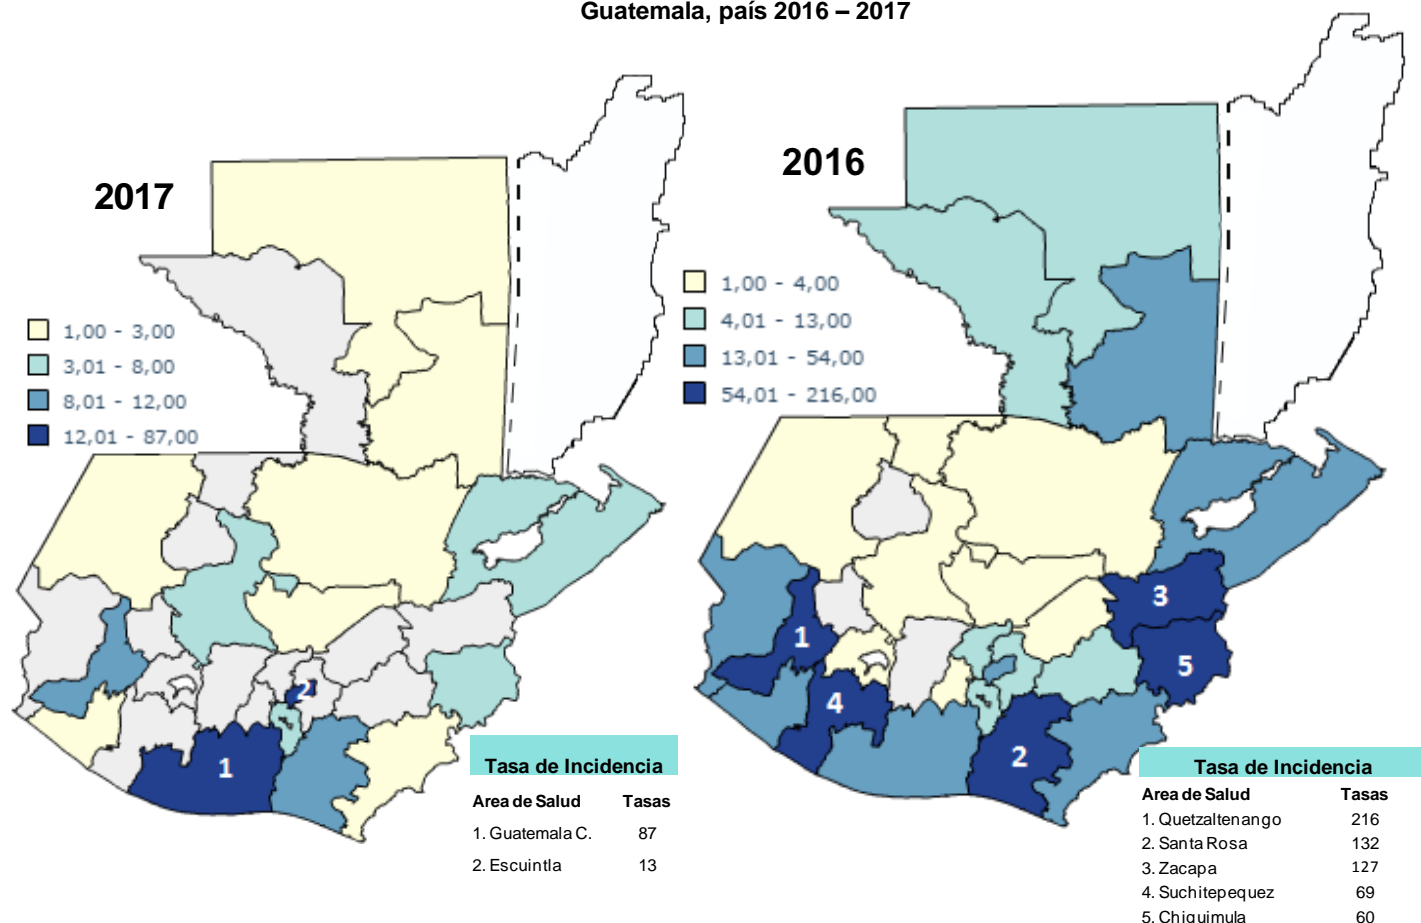 Guatemala, país 2016 – 2017
2017
1,00 - 3,00
3,01 - 8,00
8,01 - 12,00
12,01 - 87,00
2
1
Tasa de Incidencia
Area de Salud Tasas
1. Guatemala C. 87
2. Escuintla 13
2016
1,00 - 4,00
4,01 - 13,00
13,01 - 54,00
54,01 - 216,00
3
1
5
4
2
Tasa de Incidencia
Area de Salud Tasas
1. Quetzaltenango 216
2. Santa Rosa 132
3. Zacapa 127
4. Suchitepequez 69
5. Chiquimula 60